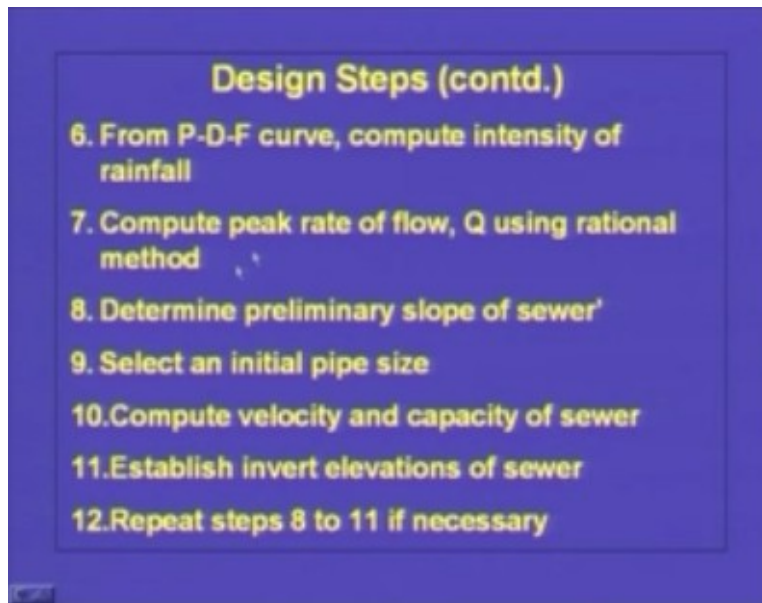 Design Steps (contd.)
6. From P-D-F curve, compute intensity of
rainfall
7. Compute peak rate of flow, Q using rational
method
8. Determine preliminary slope of sewer'
9. Select an initial pipe size
10.Compute velocity and capacity of sewer
11.Establish invert elevations of sewer
12.Repeat steps 8 to 11 if necessary